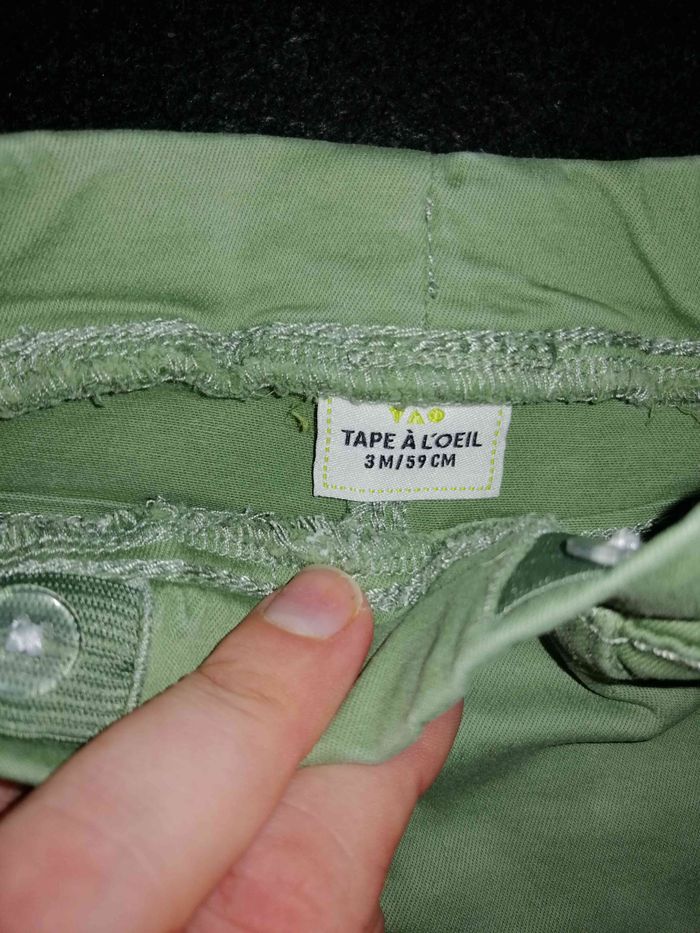 TAO
TAPE À L'OEIL
3 M/59 CM